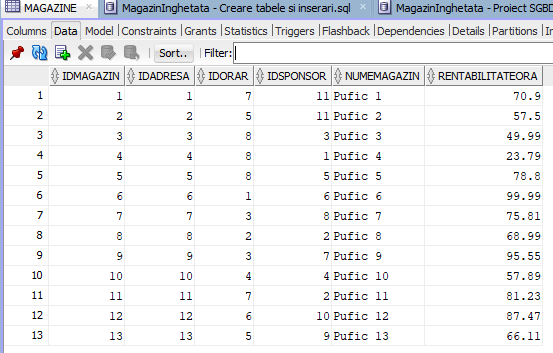 MAGAZINE MagazinInghetata - Creare tabele si inserari.sql MagazinInghetata - Proiect SGBD
Columns Data Model Constraints Grants Statistics Triggers Flashback Dependencies Details Partitions In
Sort.. Filter:
IDMAGAZIN IDADRESA IDORAR IDSPONSOR NUMEMAGAZIN RENTABILITATEORA
1 1 1 7 11 Pufic 1 70.9
2 2 2 5 11 Pufic 2 57.5
3 3 3 8 3 Pufic 3 49.99
4 4 4 8 1 Pufic 4 23.79
5 5 5 8 5 Pufic 5 78.8
6 6 6 1 6 Pufic 6 99.99
7 7 7 3 8 Pufic 7 75.81
8 8 8 2 2 Pufic 8 68.99
9 9 9 3 7 Pufic 9 95.55
10 10 10 4 4 Pufic 10 57.89
11 11 11 7 2 Pufic 11 81.23
12 12 12 6 10 Pufic 12 87.47
13 13 13 5 9 Pufic 13 66.11